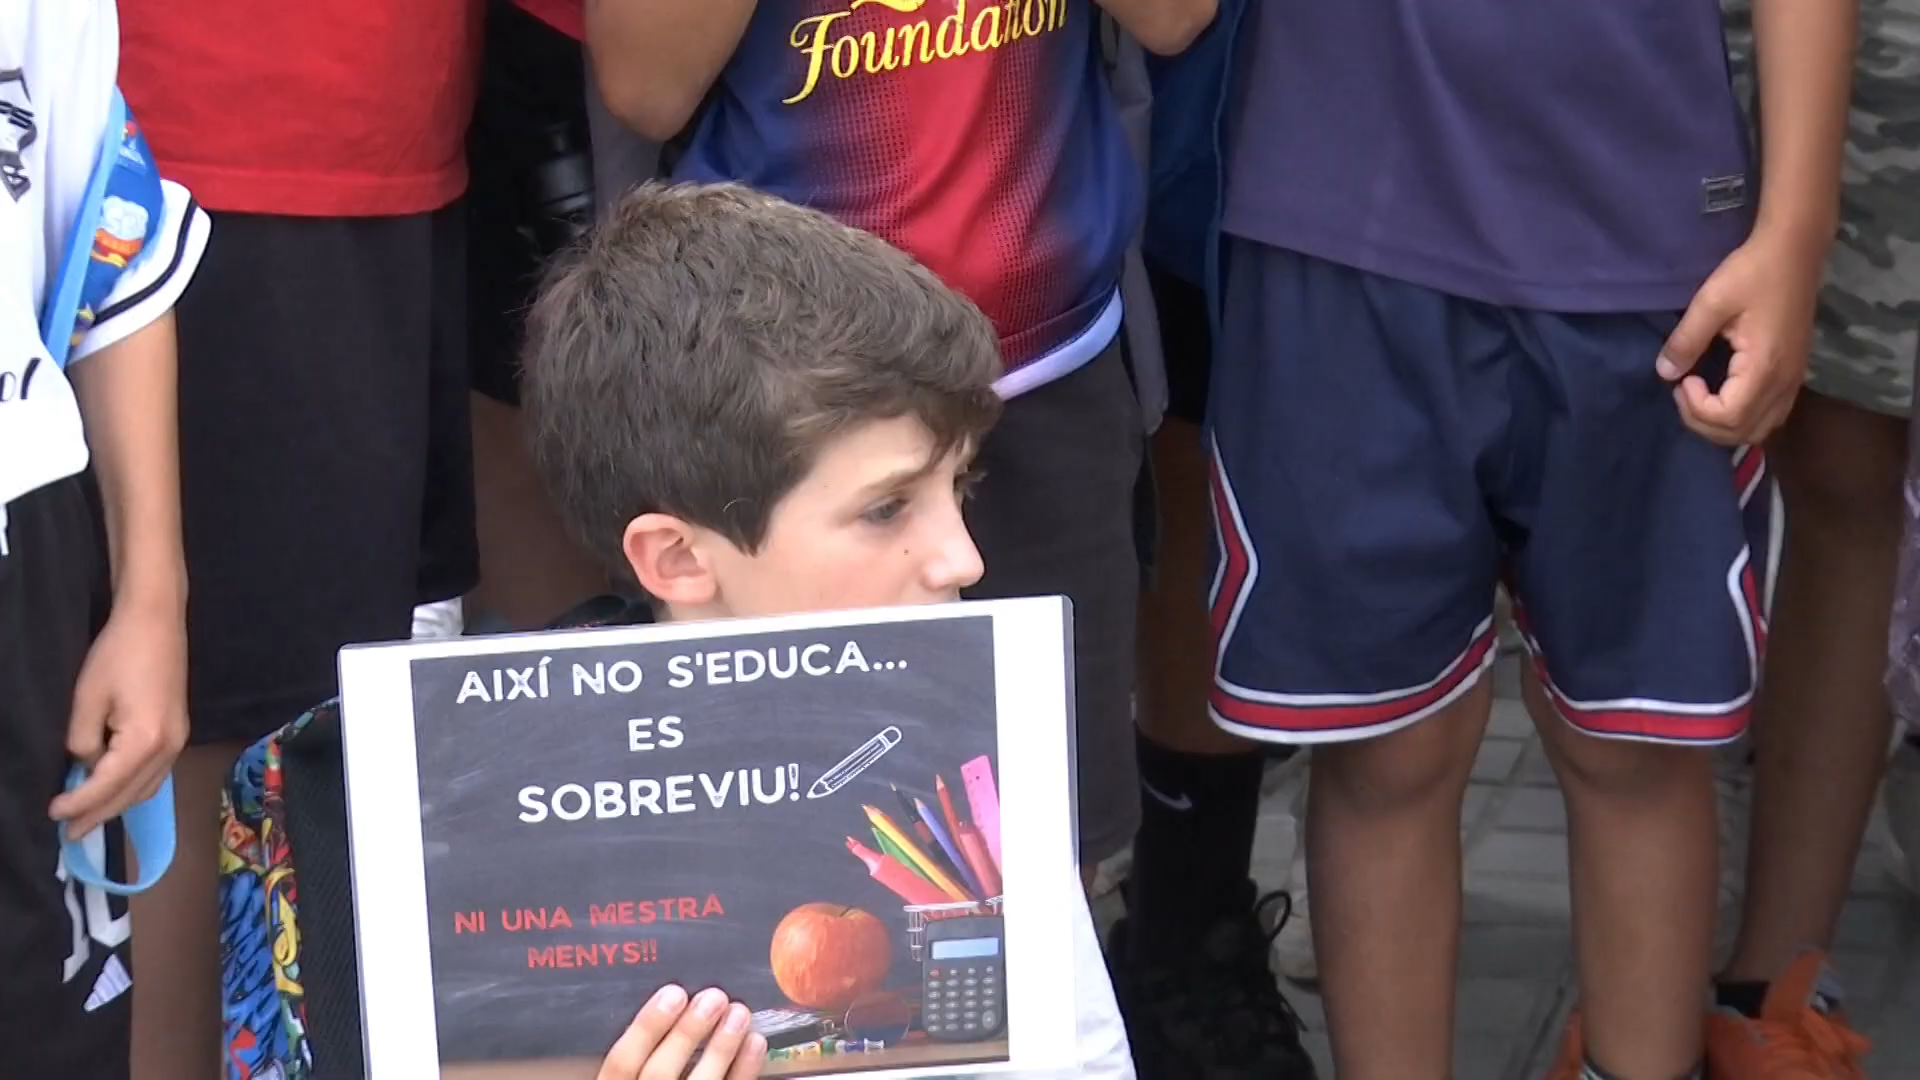 Foundation
AIXÍ NO S'EDUCA...
ES
SOBREVIU!
NI UNA MESTRA
MENYS!!